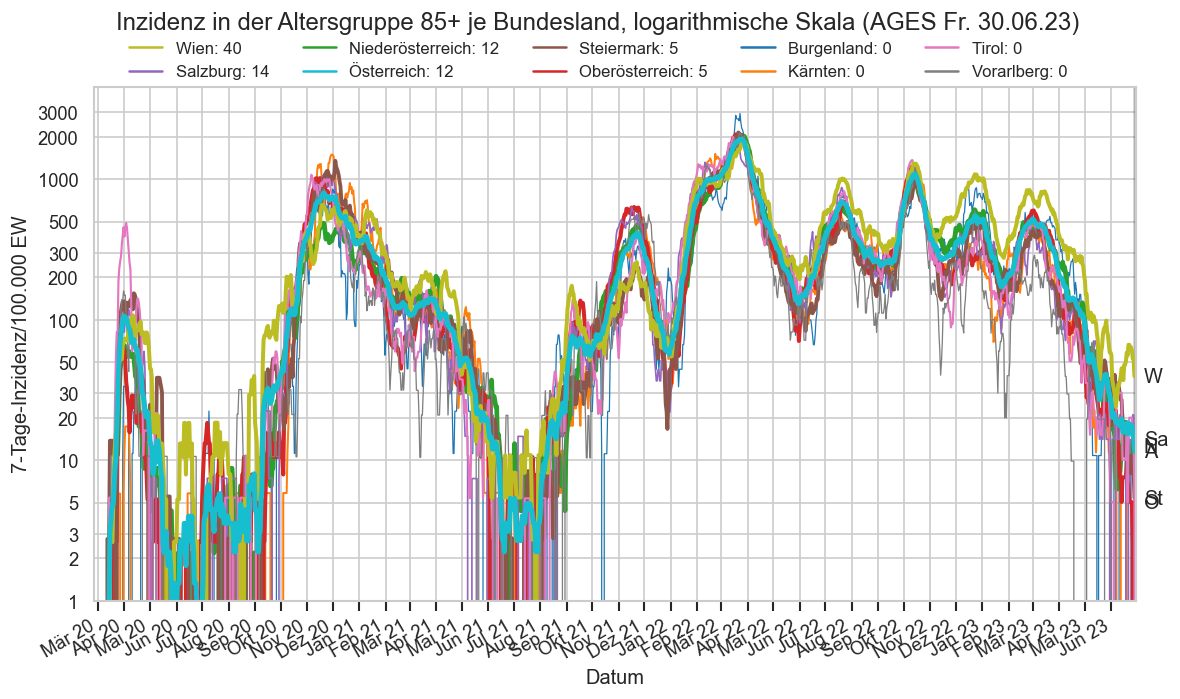 Inzidenz in der Altersgruppe 85+ je Bundesland, logarithmische Skala (AGES Fr. 30.06.23)
Wien: 40 Niederösterreich: 12 Steiermark: 5 Burgenland: 0 Tirol: 0
Salzburg: 14 Österreich: 12 Oberösterreich: 5 Kärnten: 0 Vorarlberg: 0
7-Tage-Inzidenz/100.000 EW
3000
2000
1000
500
300
200
100
50
30
20
10
5
3
2
1
W
Sa
St
Mär 20 Apr 20 Mai 20 Jun 20 Jul 20 Aug 20 Sep 20 Okt 20 Nov 20 Dez 20 Jan 21 Feb 21 Mär 21 Apr 21 Mai 21 Jun 21 Jul 21 Aug 21 Sep 21 Okt 21 Nov 21 Dez 21 Jan 22 Feb 22 Mär 22 Apr 22 Mai 22 Jun 22 Jul 22 Aug 22 Sep 22 Okt 22 Nov 22 Dez 22 Jan 23 Feb 23 Mär 23 Apr 23 Mai 23 Jun 23
Datum